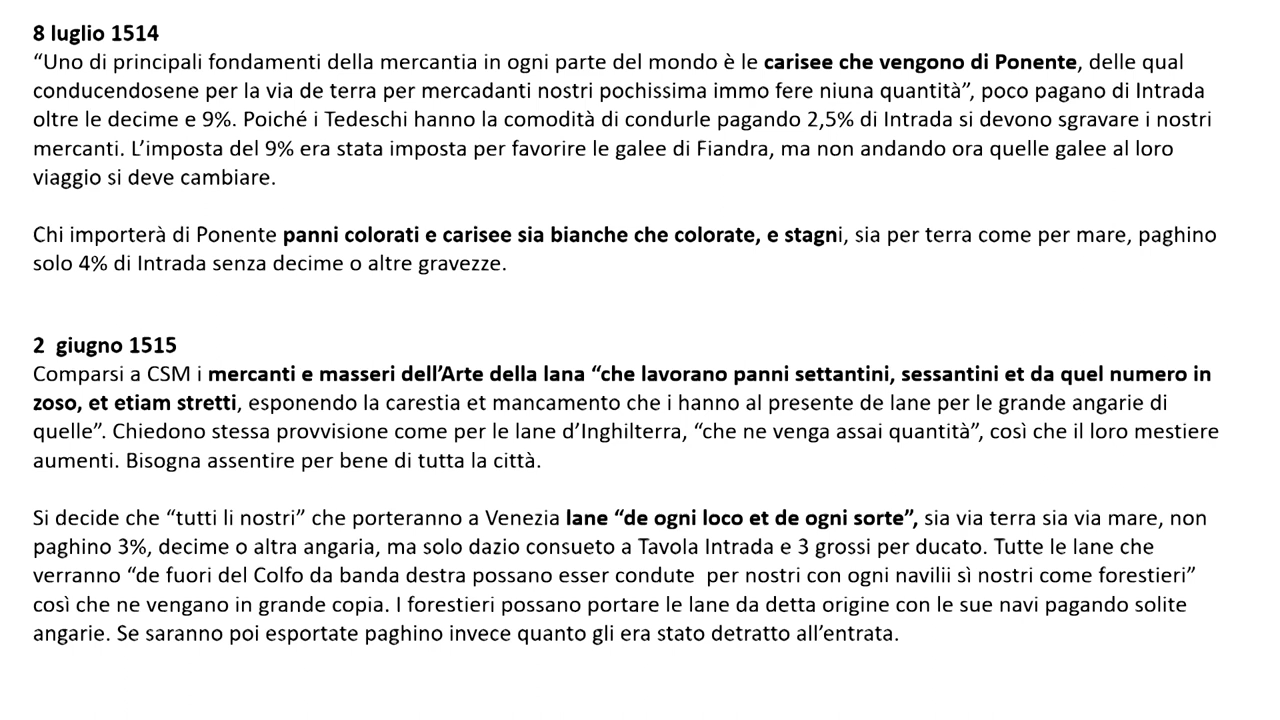 8 luglio 1514
“Uno di principali fondamenti della mercantia in ogni parte del mondo è le carisee che vengono di Ponente, delle qual
conducendosene per la via de terra per mercadanti nostri pochissima immo fere niuna quantità”, poco pagano di Intrada
oltre le decime e 9%. Poiché i Tedeschi hanno la comodità di condurle pagando 2,5% di Intrada si devono sgravare i nostri
mercanti. L’imposta del 9% era stata imposta per favorire le galee di Fiandra, ma non andando ora quelle galee al loro
viaggio si deve cambiare.
Chi importerà di Ponente panni colorati e carisee sia bianche che colorate, e stagni, sia per terra come per mare, paghino
solo 4% di Intrada senza decime o altre gravezze.
2  giugno 1515
Comparsi a CSM i mercanti e masseri dell’Arte della lana “che lavorano panni settantini, sessantini et da quel numero in
zoso, et etiam stretti, esponendo la carestia et mancamento che i hanno al presente de lane per le grande angarie di
quelle”. Chiedono stessa provvisione come per le lane d’Inghilterra, “che ne venga assai quantità”, così che il loro mestiere
aumenti. Bisogna assentire per bene di tutta la città.
Si decide che “tutti li nostri” che porteranno a Venezia lane “de ogni loco et de ogni sorte”, sia via terra sia via mare, non
paghino 3%, decime o altra angaria, ma solo dazio consueto a Tavola Intrada e 3 grossi per ducato. Tutte le lane che
verranno “de fuori del Colfo da banda destra possano esser condute  per nostri con ogni navilii sì nostri come forestieri”
così che ne vengano in grande copia. I forestieri possano portare le lane da detta origine con le sue navi pagando solite
angarie. Se saranno poi esportate paghino invece quanto gli era stato detratto all’entrata.